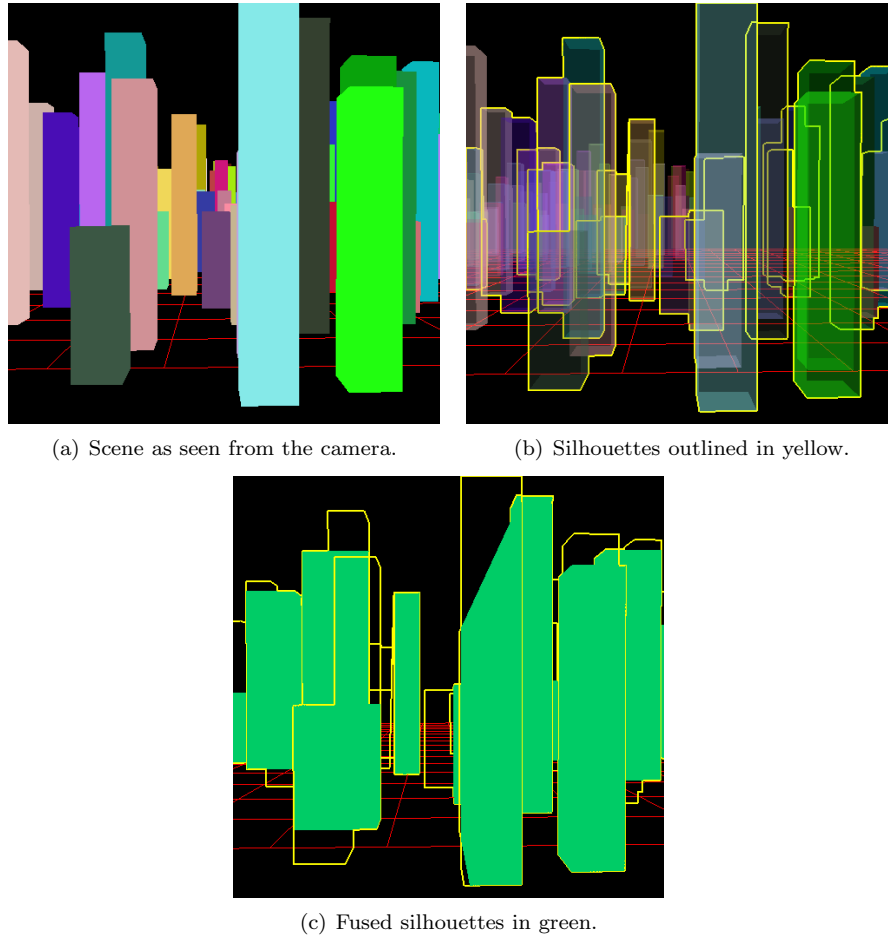 (a) Scene as seen from the camera.
(b) Silhouettes outlined in yellow.
(c) Fused silhouettes in green.